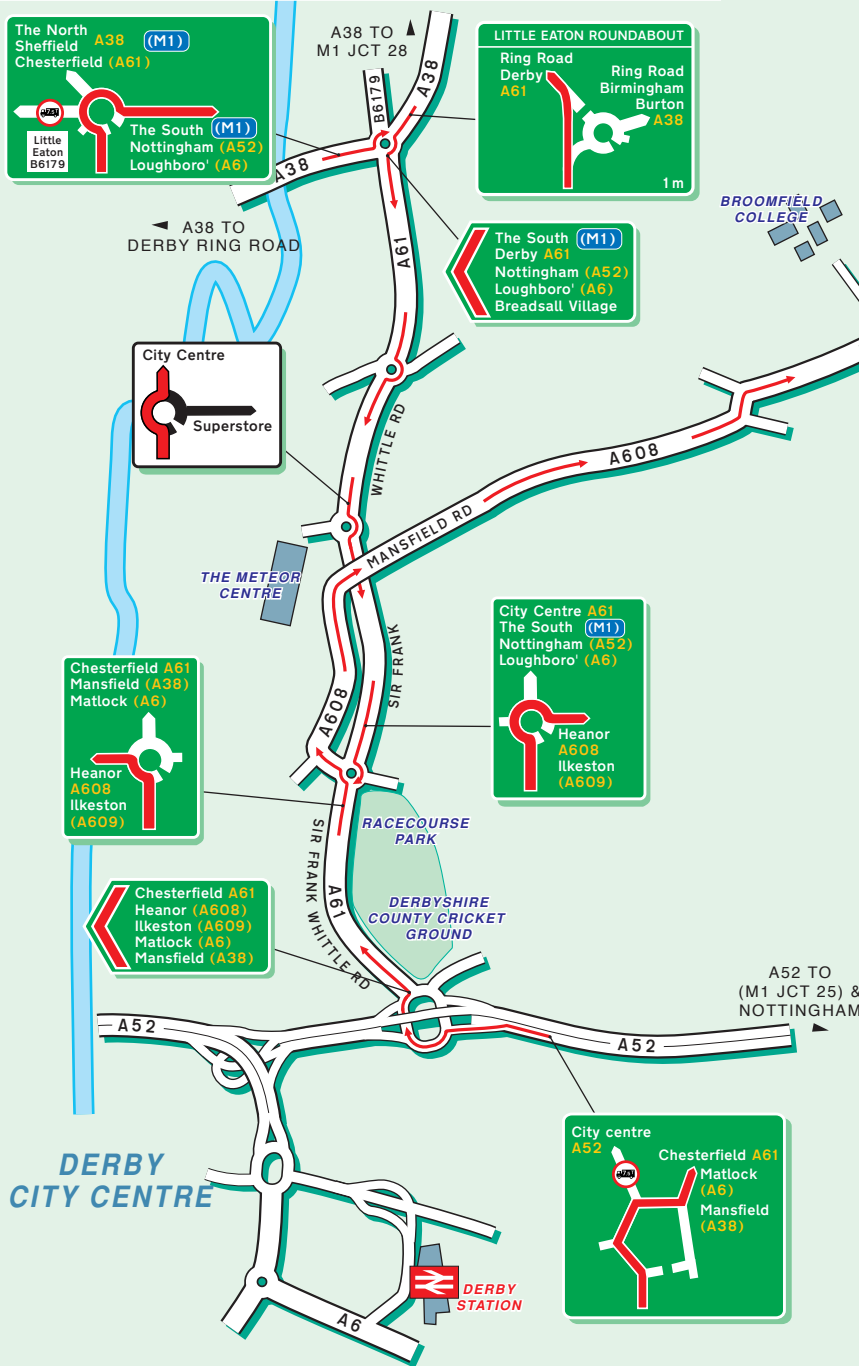 The North
Sheffield A38 (M1)
Chesterfield (A61)
Little
Eaton
B6179
The South (M1)
Nottingham (A52)
Loughboro' (A6)
A38 TO
M1 JCT 28
B6179
A38
LITTLE EATON ROUNDABOUT
Ring Road
Derby
A61
Ring Road
Birmingham
Burton
A38
1 m
A38
A38 TO
DERBY RING ROAD
A61
The South (M1)
Derby A61
Nottingham (A52)
Loughboro' (A6)
Breadsall Village
BROOMFIELD
COLLEGE
City Centre
Superstore
WHITTLE RD
A608
MANSFIELD RD
THE METEOR
CENTRE
SIR FRANK
City Centre A61
The South (M1)
Nottingham (A52)
Loughboro' (A6)
Heanor
A608
Ilkeston
(A609)
Chesterfield A61
Mansfield (A38)
Matlock (A6)
Heanor
A608
Ilkeston
(A609)
A608
RACECOURSE
PARK
SIR FRANK WHITTLE RD
A61
DERBYSHIRE
COUNTY CRICKET
GROUND
Chesterfield A61
Heanor (A608)
Ilkeston (A609)
Matlock (A6)
Mansfield (A38)
A52 TO
(M1 JCT 25) &
NOTTINGHAM
A52
A52
City centre
A52
Chesterfield A61
Matlock
(A6)
Mansfield
(A38)
DERBY
CITY CENTRE
DERBY
STATION
A6